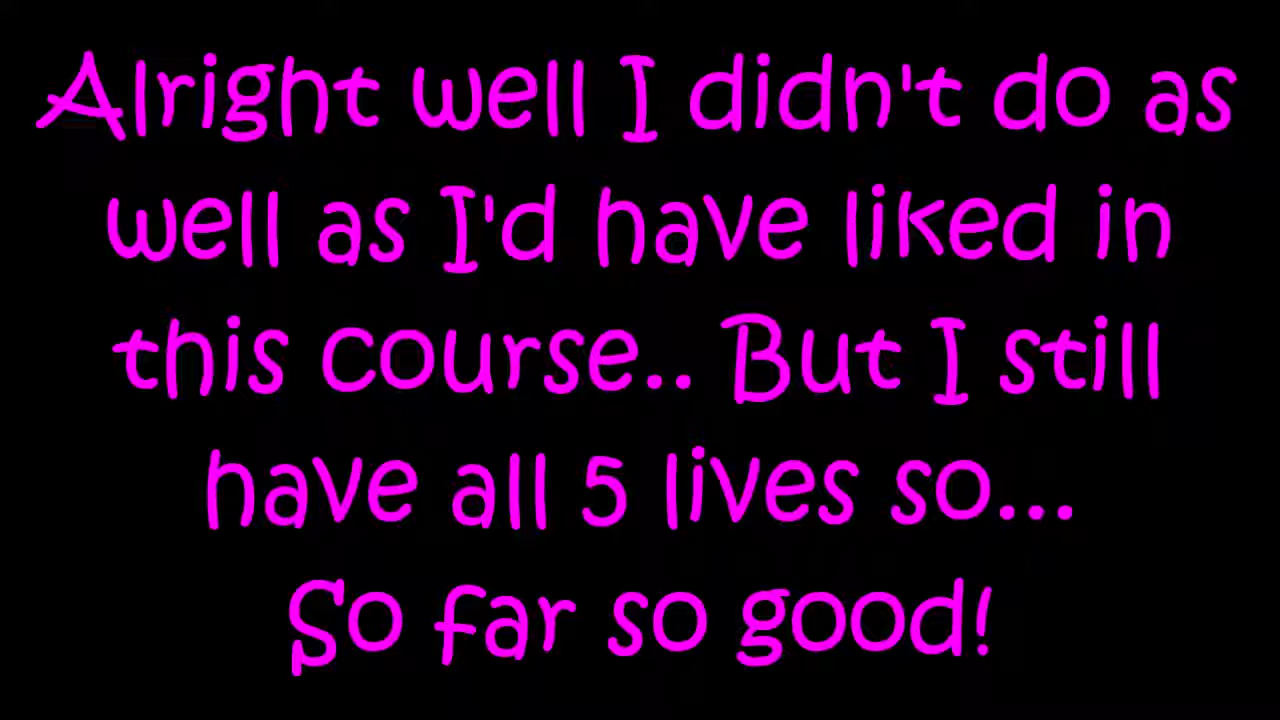 Alright well I didn't do as
well as I'd have liked in
this course.. But I still
have all 5 lives so...
So far so good!